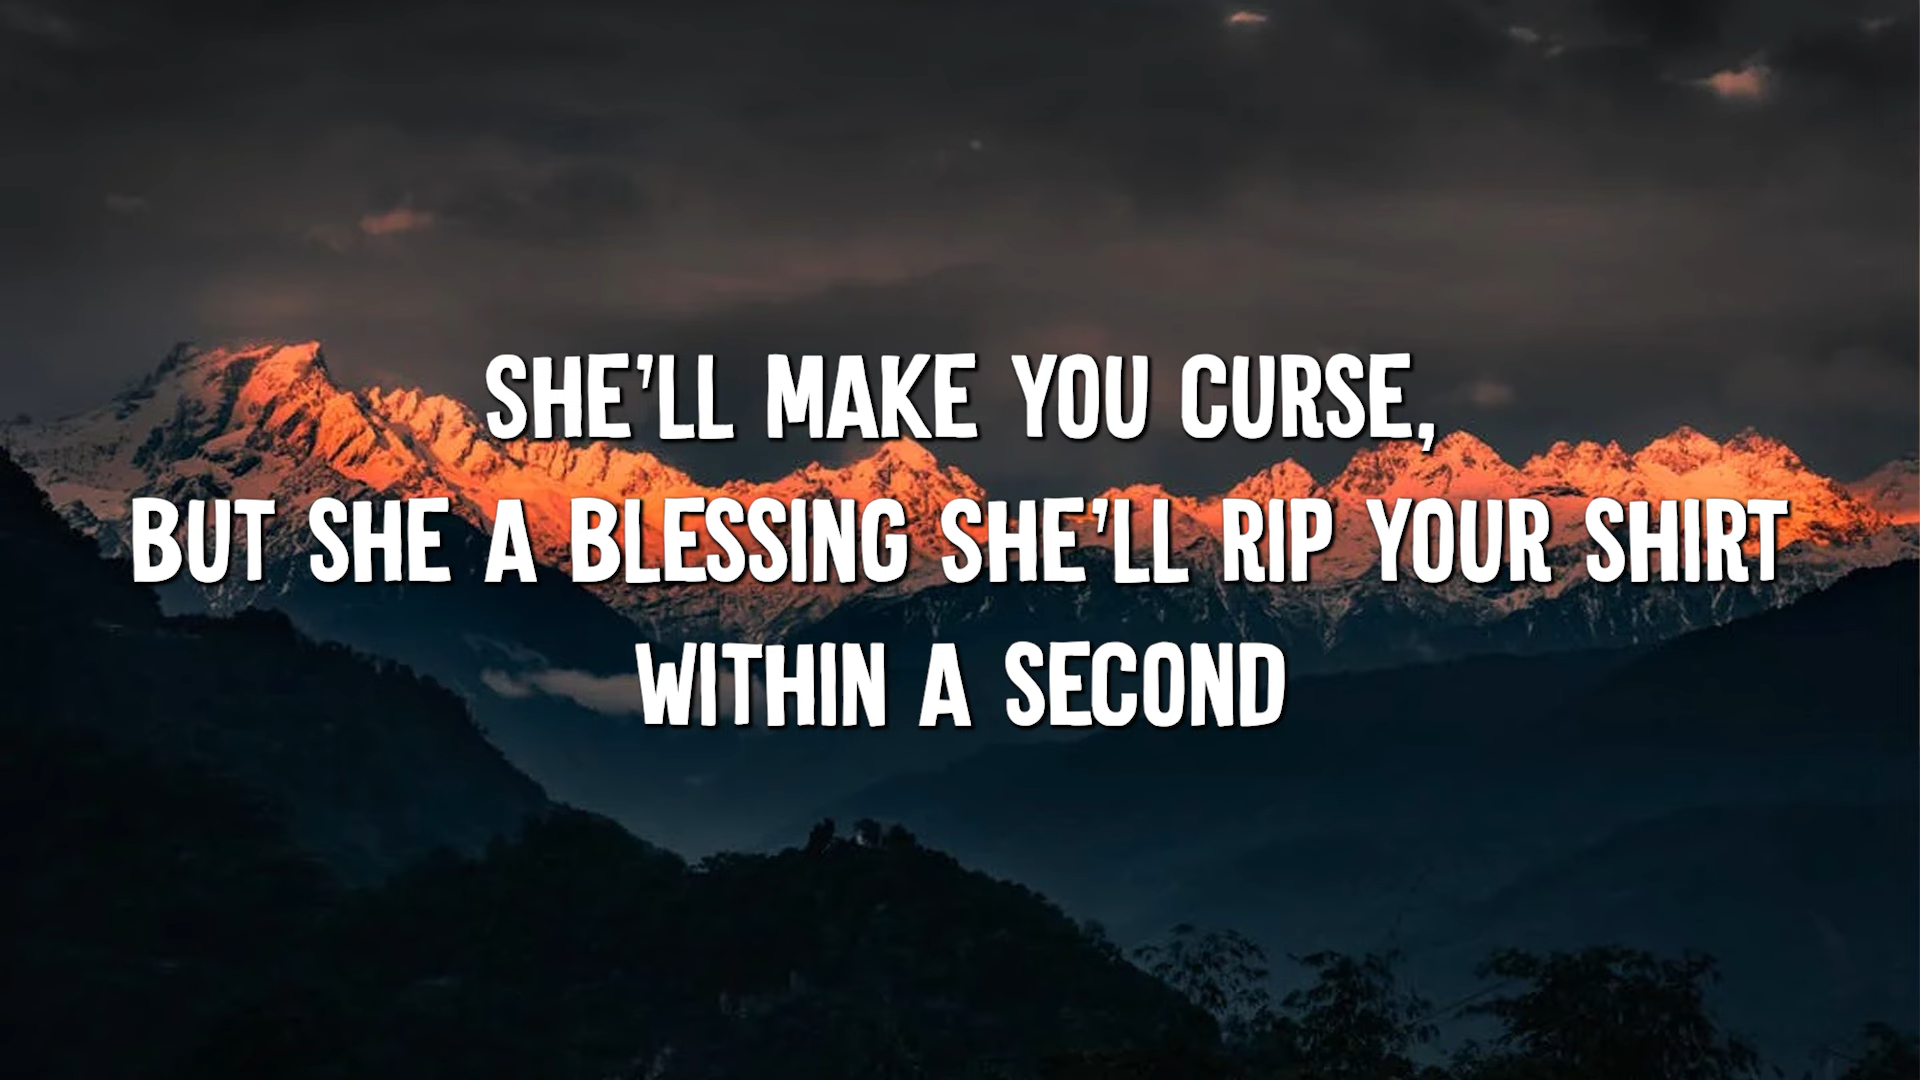 SHE'LL MAKE YOU CURSE,
BUT SHE A BLESSING SHE'LL RIP YOUR SHIRT
WITHIN A SECOND